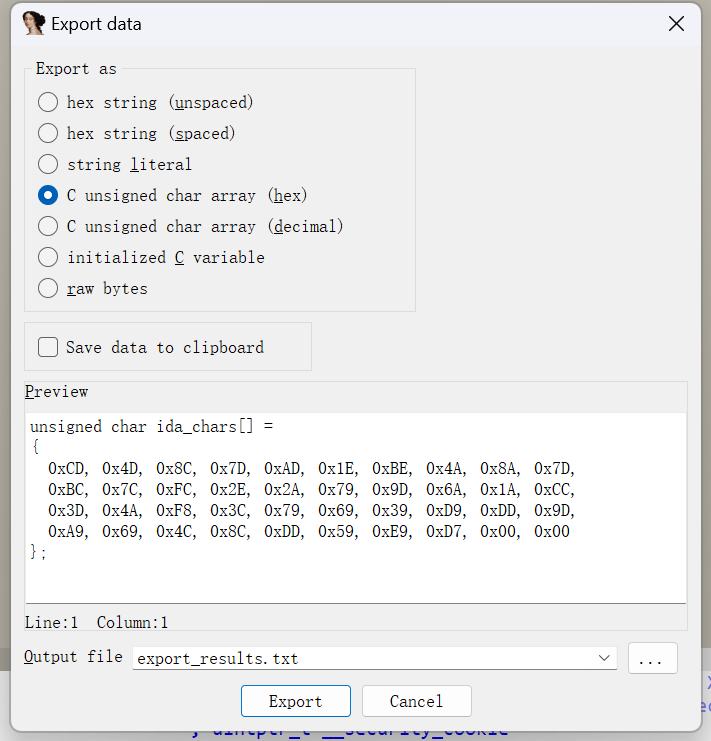 Export data
Export as
hex string (unspaced)
hex string (spaced)
string literal
C unsigned char array (hex)
C unsigned char array (decimal)
initialized C variable
raw bytes
Save data to clipboard
Preview
unsigned char ida_chars[] =
{
0xCD, 0x4D, 0x8C, 0x7D, 0xAD, 0x1E, 0xBE, 0x4A, 0x8A, 0x7D,
0xBC, 0x7C, 0xFC, 0x2E, 0x2A, 0x79, 0x9D, 0x6A, 0x1A, 0xCC,
0x3D, 0x4A, 0xF8, 0x3C, 0x79, 0x69, 0x39, 0xD9, 0xDD, 0x9D,
0xA9, 0x69, 0x4C, 0x8C, 0xDD, 0x59, 0xE9, 0xD7, 0x00, 0x00
};
Line:1 Column:1
Output file export_results.txt ...
Export Cancel